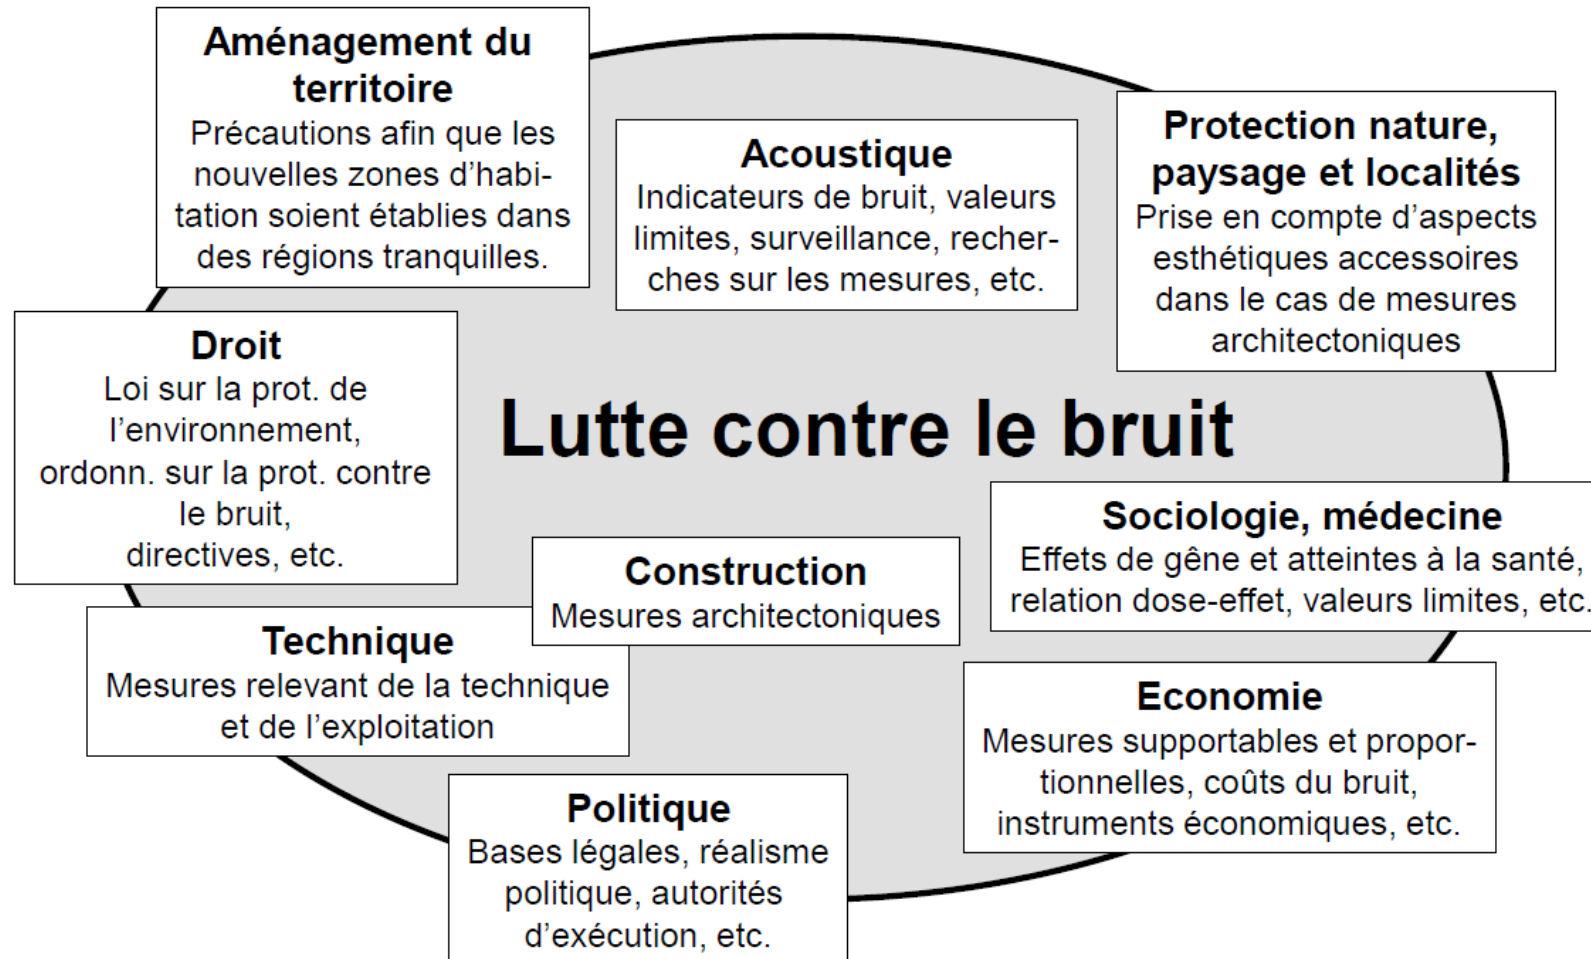 Aménagement du
territoire
Précautions afin que les
nouvelles zones d'habi-
tation soient établies dans
des régions tranquilles.
Acoustique
Indicateurs de bruit, valeurs
limites, surveillance, recher-
ches sur les mesures, etc.
Protection nature,
paysage et localités
Prise en compte d'aspects
esthétiques accessoires
dans le cas de mesures
architectoniques
Droit
Loi sur la prot. de
l'environnement,
ordonn. sur la prot. contre
le bruit,
directives, etc.
Lutte contre le bruit
Sociologie, médecine
Effets de gêne et atteintes à la santé,
relation dose-effet, valeurs limites, etc.
Construction
Mesures architectoniques
Technique
Mesures relevant de la technique
et de l'exploitation
Economie
Mesures supportables et propor-
tionnelles, coûts du bruit,
instruments économiques, etc.
Politique
Bases légales, réalisme
politique, autorités
d'exécution, etc.